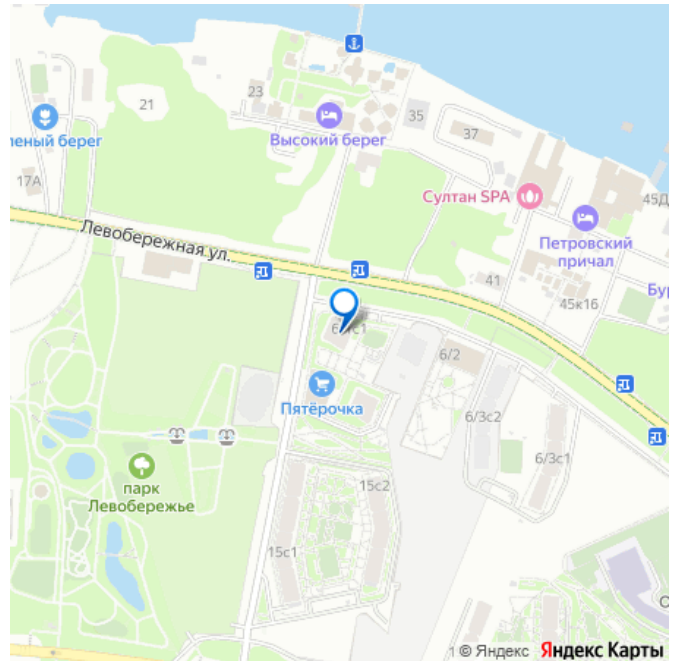 21
23
35
37
Высокий берег
леный берег
17А
Султан SPA
45Д
Петровский
причал
Левобережная ул.
41
45к16
Бур
6/2
Пятёрочка
6/3с2
6/3с1
парк
Левобережье
15с2
15с1
1 © Яндекс Яндекс Карты